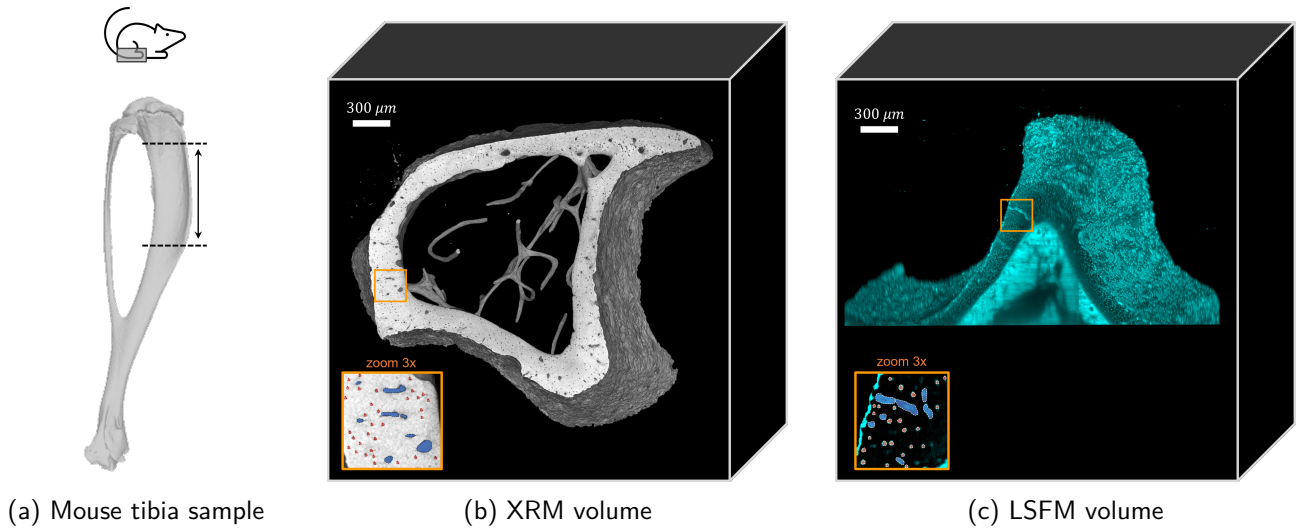 300 μm
300 μm
zoom 3x
zoom 3x
(a) Mouse tibia sample
(b) XRM volume
(c) LSFM volume